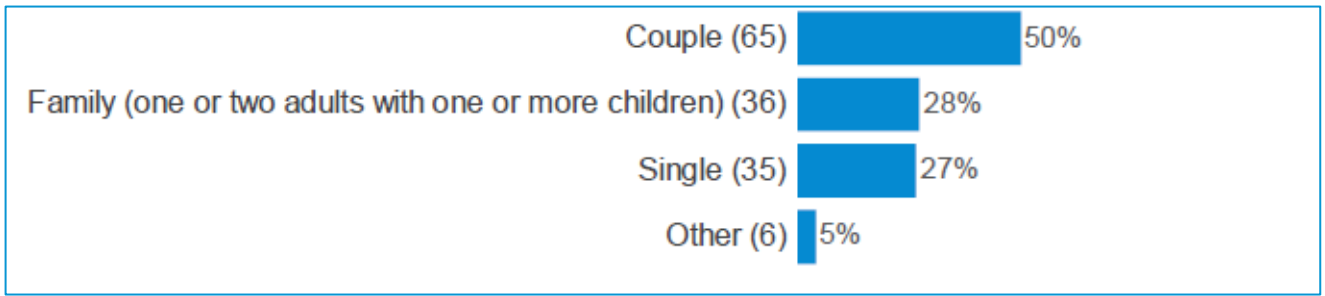 Couple (65) 50%
Family (one or two adults with one or more children) (36) 28%
Single (35) 27%
Other (6) 5%